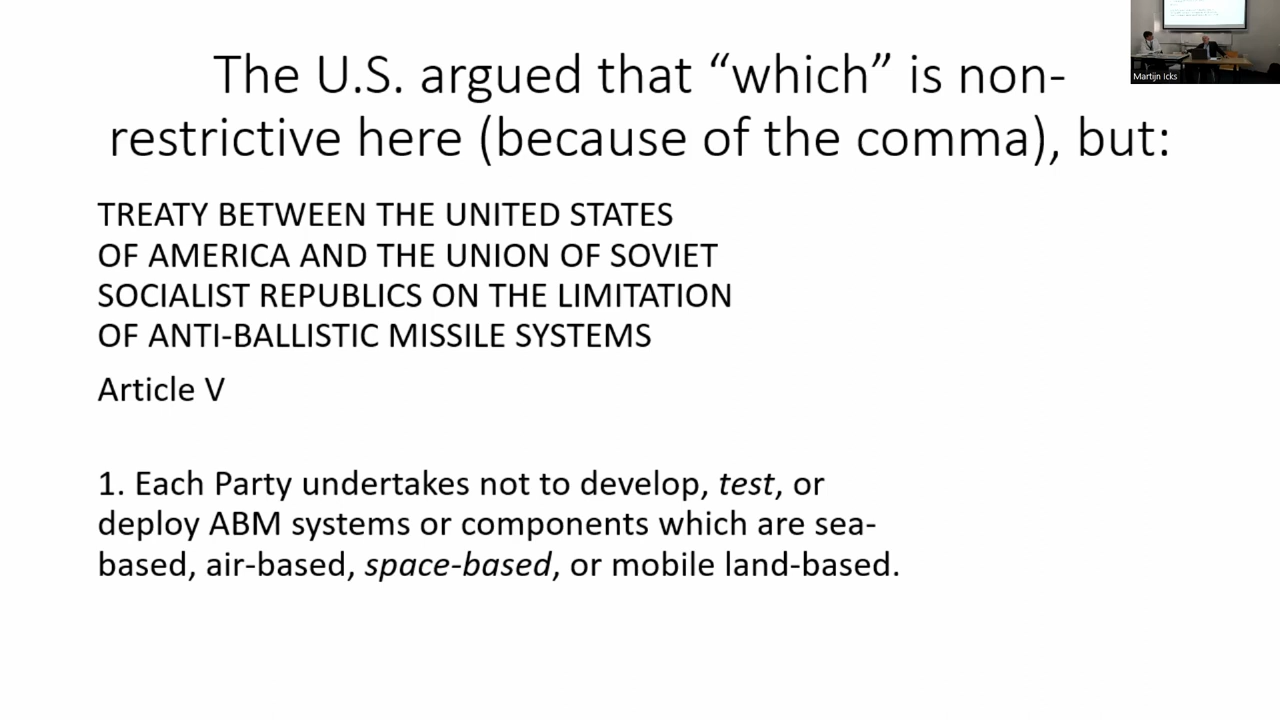 The U.S. argued that “which” is non-
restrictive here (because of the comma), but:
TREATY BETWEEN THE UNITED STATES
OF AMERICA AND THE UNION OF SOVIET
SOCIALIST REPUBLICS ON THE LIMITATION
OF ANTI-BALLISTIC MISSILE SYSTEMS
Article V
1. Each Party undertakes not to develop, test, or
deploy ABM systems or components which are sea-
based, air-based, space-based, or mobile land-based.
Martijn Icks